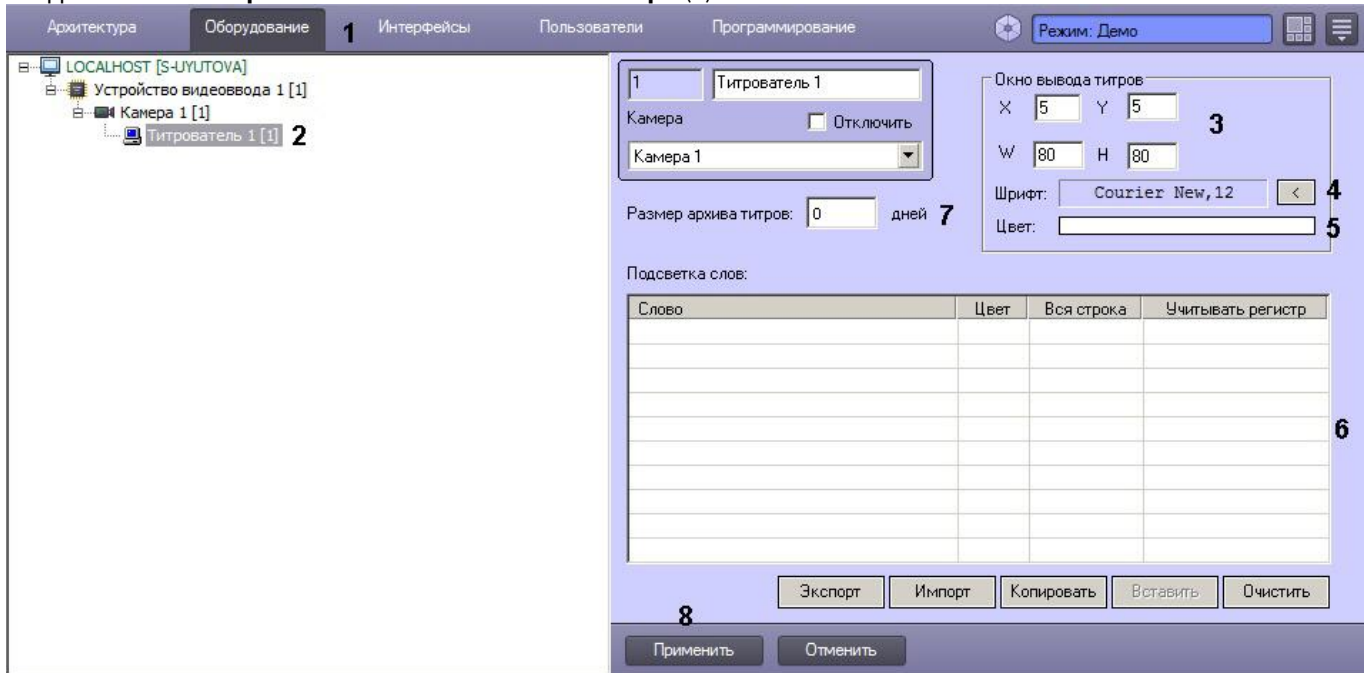 Архитектура Оборудование 1 Интерфейсы Пользователи Программирование Режим: Демо
LOCALHOST [S-UYUTOVA]
Устройство видеоввода 1 [1]
Камера 1 [1]
Титрователь 1 [1] 2
1 Титрователь 1
Камера Отключить
Камера 1
Размер архива титров: 0 дней 7
Окно вывода титров
X 5 Y 5 3
W 80 H 80
Шрифт: Courier New,12 < 4
Цвет: 5
Подсветка слов:
Слово Цвет Вся строка Учитывать регистр
6
Экспорт Импорт Копировать Вставить Очистить
8
Применить Отменить